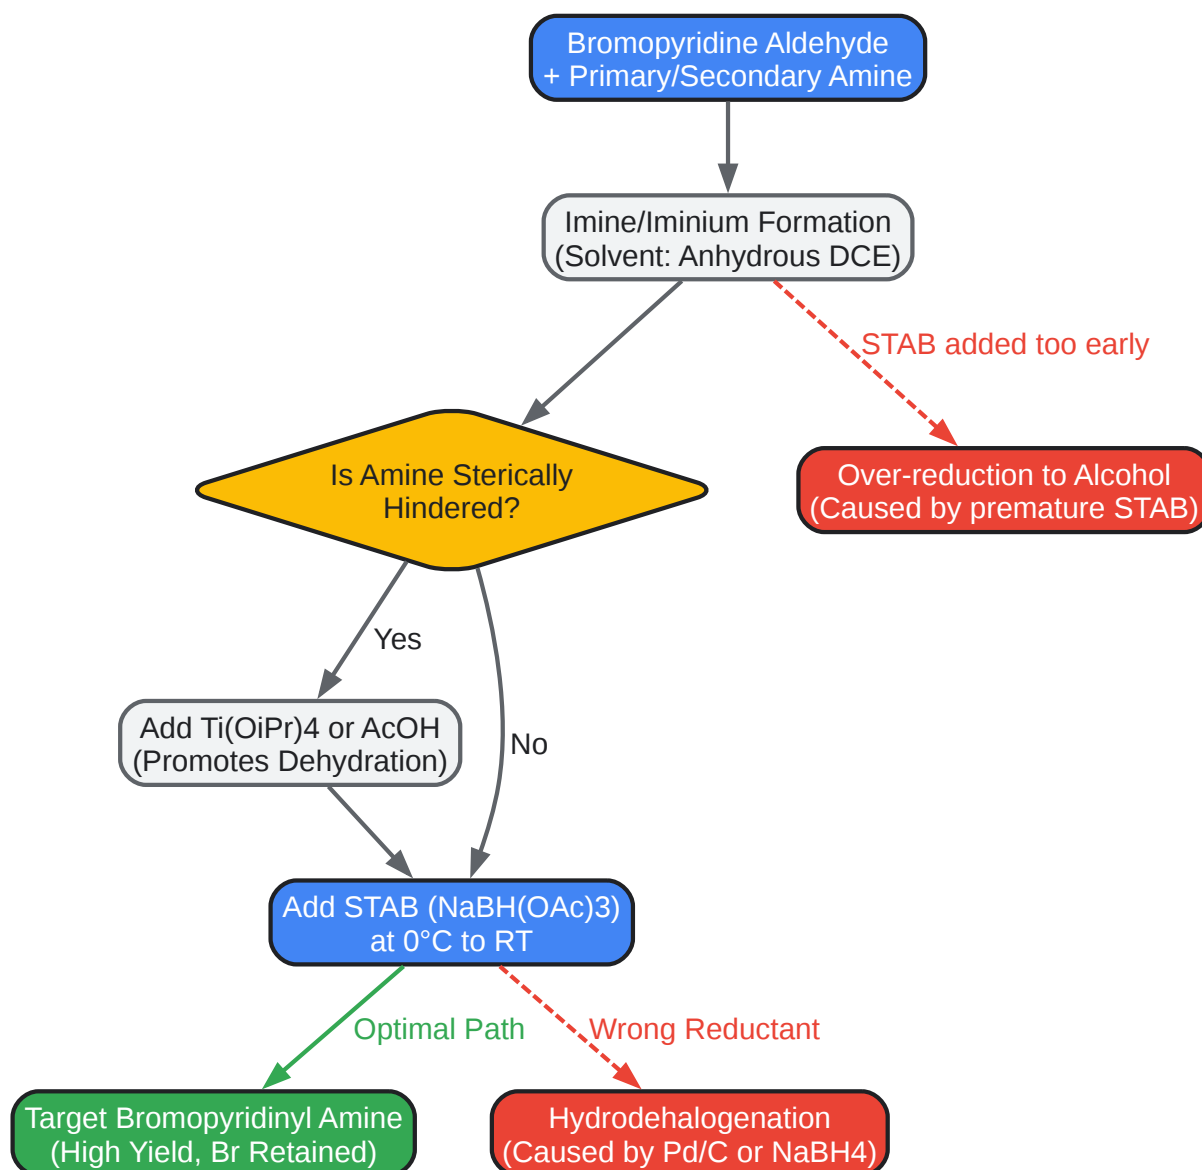 Bromopyridine Aldehyde
+ Primary/Secondary Amine
Imine/Iminium Formation
(Solvent: Anhydrous DCE)
STAB added too early
Is Amine Sterically
Hindered?
Over-reduction to Alcohol
(Caused by premature STAB)
Yes
Add Ti(OiPr)4 or AcOH
(Promotes Dehydration)
No
Add STAB (NaBH(OAc)3)
at 0°C to RT
Optimal Path
Wrong Reductant
Target Bromopyridinyl Amine
(High Yield, Br Retained)
Hydrodehalogenation
(Caused by Pd/C or NaBH4)